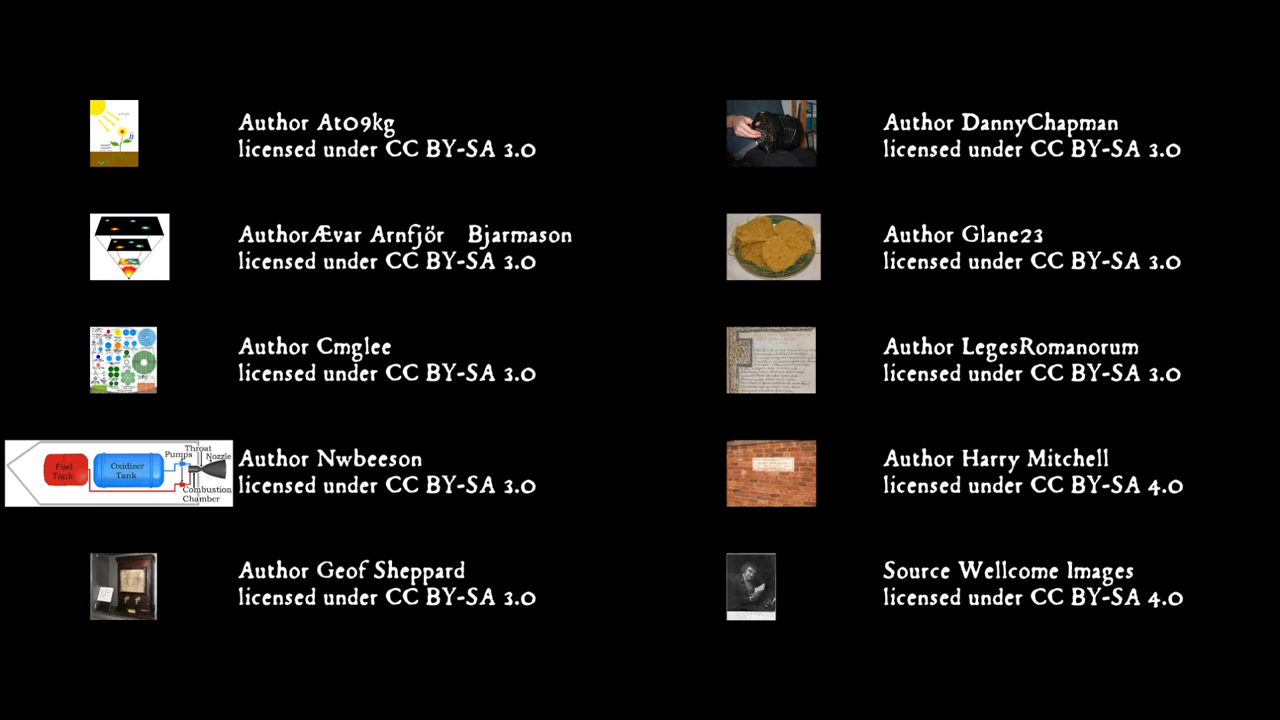 Author At09kg
licensed under CC BY-SA 3.0
AuthorÆvar Arnfjör Bjarmason
licensed under CC BY-SA 3.0
Author Cmglee
licensed under CC BY-SA 3.0
Fuel
Tank
Oxidizer
Tank
Pumps
Throat
Nozzle
Combustion
Chamber
Author Nwbeeson
licensed under CC BY-SA 3.0
Author Geof Sheppard
licensed under CC BY-SA 3.0
Author DannyChapman
licensed under CC BY-SA 3.0
Author Glane23
licensed under CC BY-SA 3.0
Author LegesRomanorum
licensed under CC BY-SA 3.0
Author Harry Mitchell
licensed under CC BY-SA 4.0
Source Wellcome Images
licensed under CC BY-SA 4.0